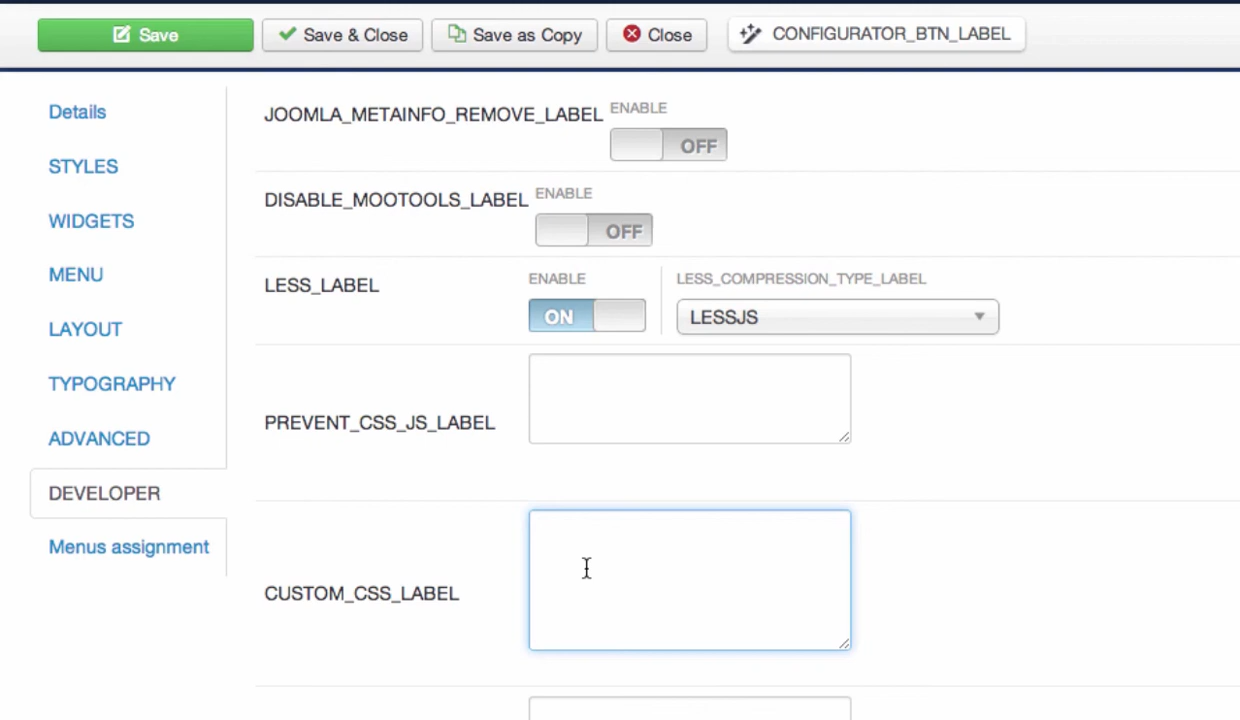 Save
Save & Close
Save as Copy
Close
CONFIGURATOR_BTN_LABEL
Details
STYLES
WIDGETS
MENU
LAYOUT
TYPOGRAPHY
ADVANCED
DEVELOPER
Menus assignment
JOOMLA_METAINFO_REMOVE_LABEL
ENABLE
OFF
DISABLE_MOOTOOLS_LABEL
ENABLE
OFF
LESS_LABEL
ENABLE
ON
LESS_COMPRESSION_TYPE_LABEL
LESSJS
PREVENT_CSS_JS_LABEL
CUSTOM_CSS_LABEL